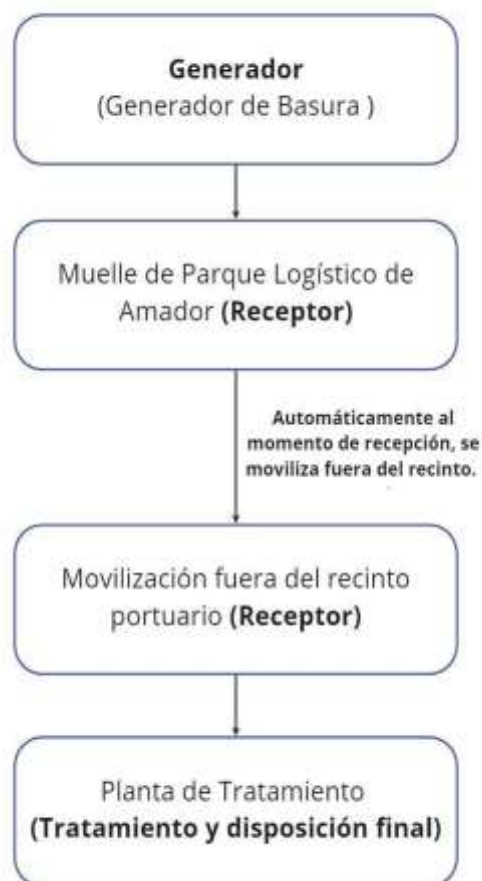 Generador
(Generador de Basura )
Muelle de Parque Logístico de
Amador (Receptor)
Automáticamente al
momento de recepción, se
moviliza fuera del recinto.
Movilización fuera del recinto
portuario (Receptor)
Planta de Tratamiento
(Tratamiento y disposición final)